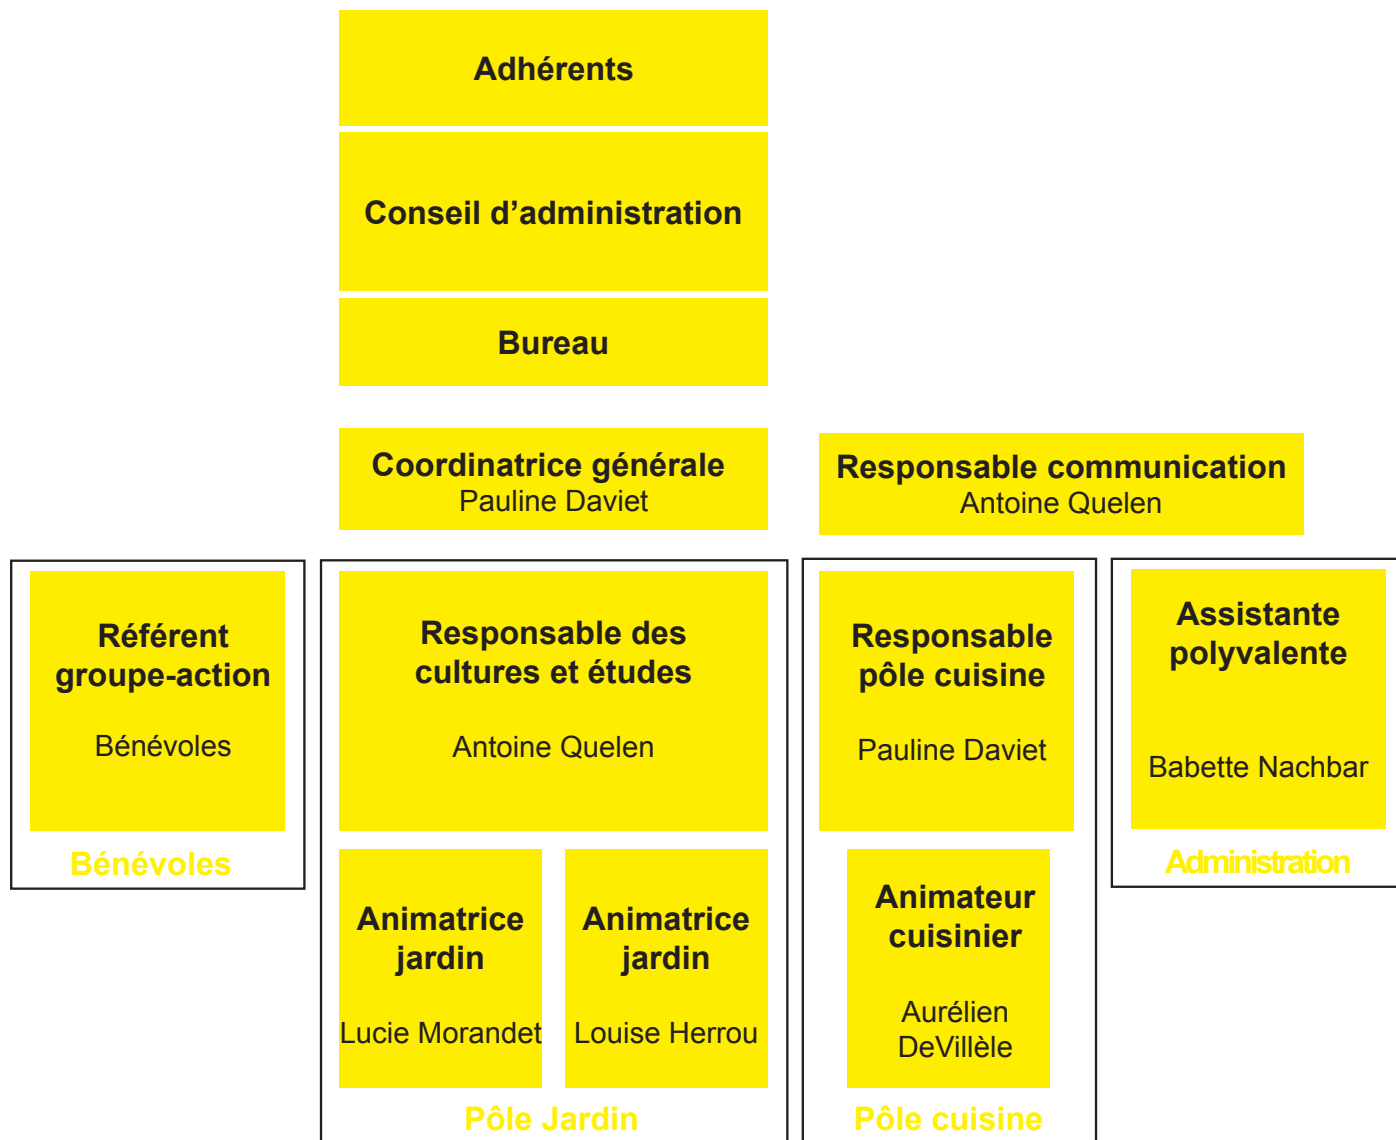 Adhérents
Conseil d’administration
Bureau
Coordinatrice générale
Pauline Daviet
Responsable communication
Antoine Quelen
Référent
groupe-action
Bénévoles
Bénévoles
Responsable des
cultures et études
Antoine Quelen
Animatrice
jardin
Lucie Morandet
Animatrice
jardin
Louise Herrou
Pôle Jardin
Responsable
pôle cuisine
Pauline Daviet
Animateur
cuisinier
Aurélien
DeVillèle
Pôle cuisine
Assistante
polyvalente
Babette Nachbar
Administration